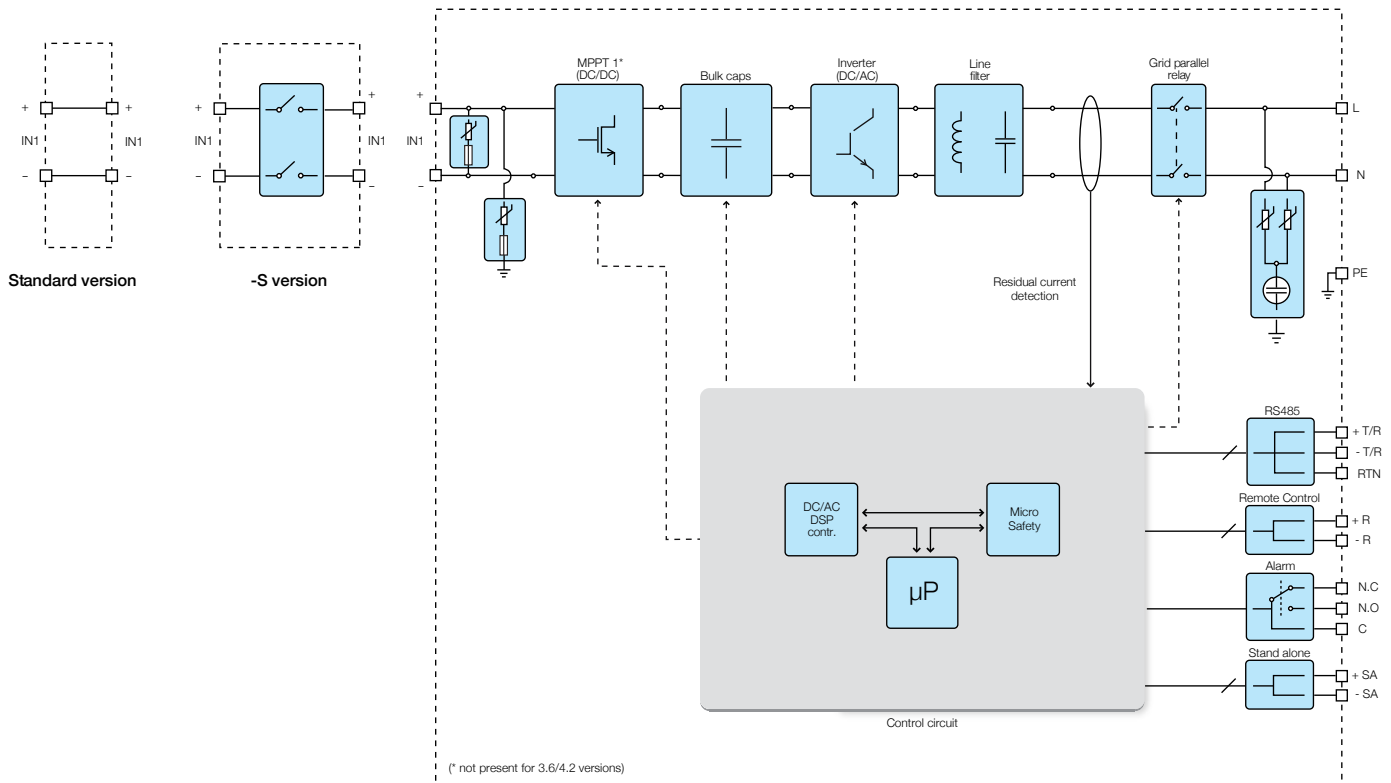 +
IN1
–
+
IN1
–
Standard version
+
IN1
–
+
IN1
–
-S version
+
IN1
–
MPPT 1*
(DC/DC)
Bulk caps
Inverter
(DC/AC)
Line
filter
Grid parallel
relay
L
N
PE
Residual current
detection
RS485
+ T/R
- T/R
RTN
Remote Control
+ R
- R
Alarm
N.C
N.O
C
Stand alone
+ SA
- SA
DC/AC
DSP
contr.
Micro
Safety
µP
Control circuit
(* not present for 3.6/4.2 versions)